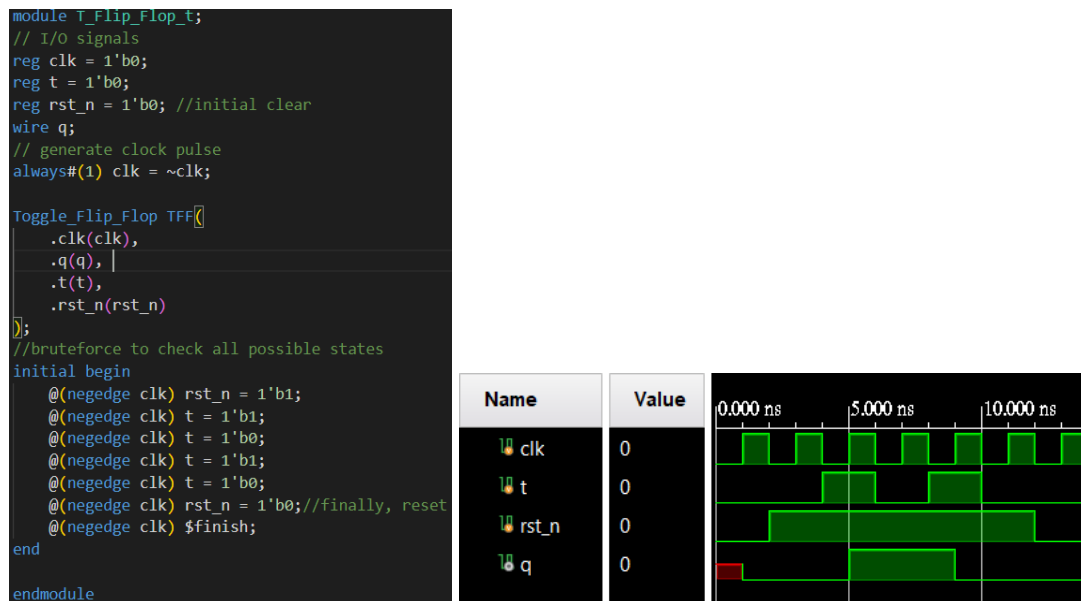 module T_Flip_Flop_t;
// I/O signals
reg clk = 1'b0;
reg t = 1'b0;
reg rst_n = 1'b0; //initial clear
wire q;
// generate clock pulse
always#(1) clk = ~clk;
Toggle_Flip_Flop TFF(
.clk(clk),
.q(q),
.t(t),
.rst_n(rst_n)
);
//bruteforce to check all possible states
initial begin
@(negedge clk) rst_n = 1'b1;
@(negedge clk) t = 1'b1;
@(negedge clk) t = 1'b0;
@(negedge clk) t = 1'b1;
@(negedge clk) t = 1'b0;
@(negedge clk) rst_n = 1'b0;//finally, reset
@(negedge clk) $finish;
end
endmodule
Name Value 0.000 ns 5.000 ns 10.000 ns
clk 0
t 0
rst_n 0
q 0